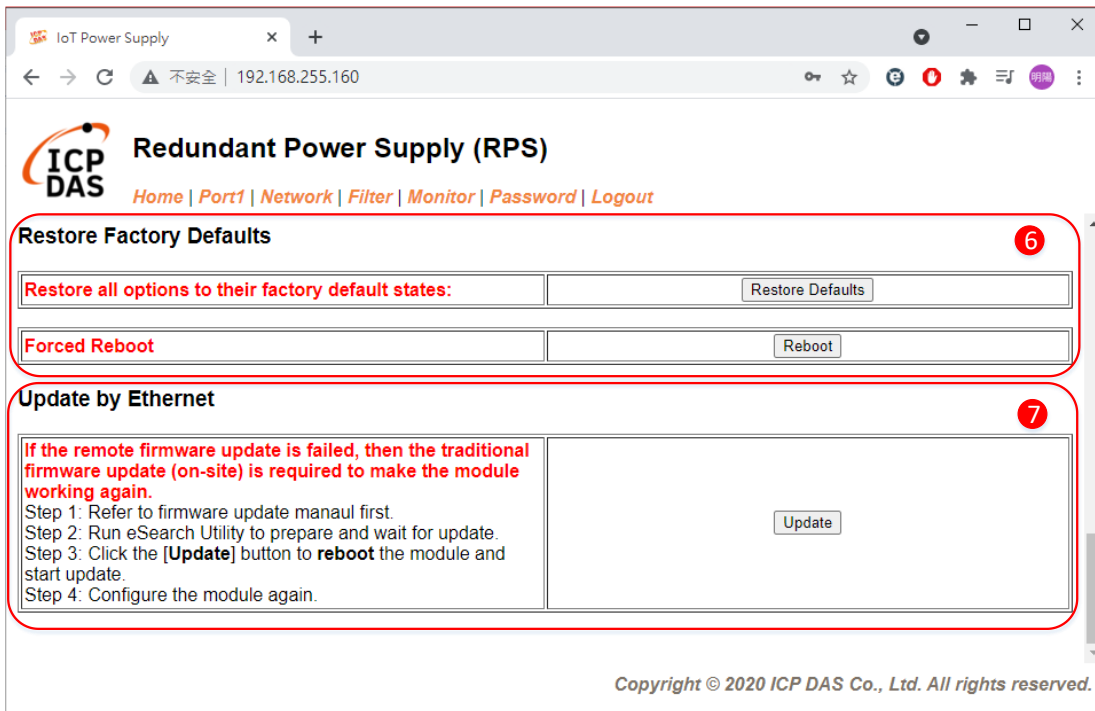 IoT Power Supply
不安全 | 192.168.255.160
明陽
ICP
DAS
ICP
DAS
Redundant Power Supply (RPS)
Home | Port1 | Network | Filter | Monitor | Password | Logout
Restore Factory Defaults
6
Restore all options to their factory default states:
Restore Defaults
Forced Reboot
Reboot
Update by Ethernet
7
If the remote firmware update is failed, then the traditional
firmware update (on-site) is required to make the module
working again.
Step 1: Refer to firmware update manaul first.
Step 2: Run eSearch Utility to prepare and wait for update.
Step 3: Click the [Update] button to reboot the module and
start update.
Step 4: Configure the module again.
Update
Copyright © 2020 ICP DAS Co., Ltd. All rights reserved.